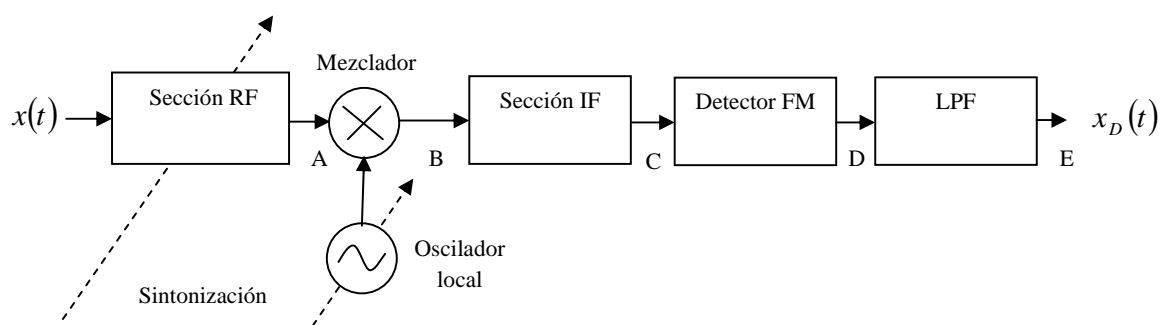 Mezclador
Sección RF
Sección IF
Detector FM
LPF
x(t)
x_D(t)
A
B
C
D
E
Oscilador
local
Sintonización